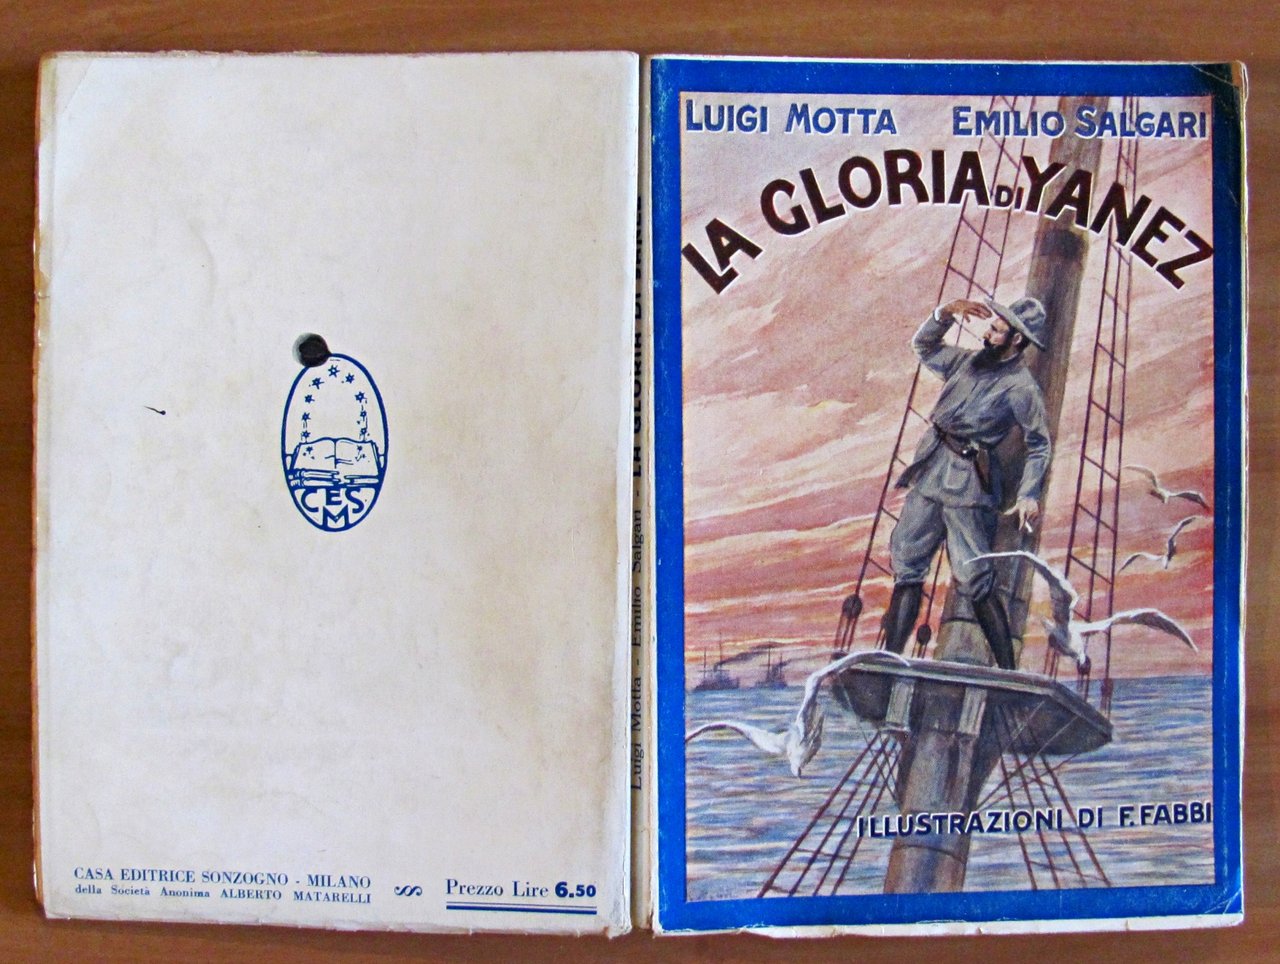 CESM
CASA EDITRICE SONZOGNO - MILANO
della Società Anonima ALBERTO MATARELLI
Prezzo Lire 6.50
Luigi Motta - Emilio Salgari - LA GLORIA DI
LUIGI MOTTA EMILIO SALGARI
LA GLORIA DI YANEZ
ILLUSTRAZIONI DI F. FABBI